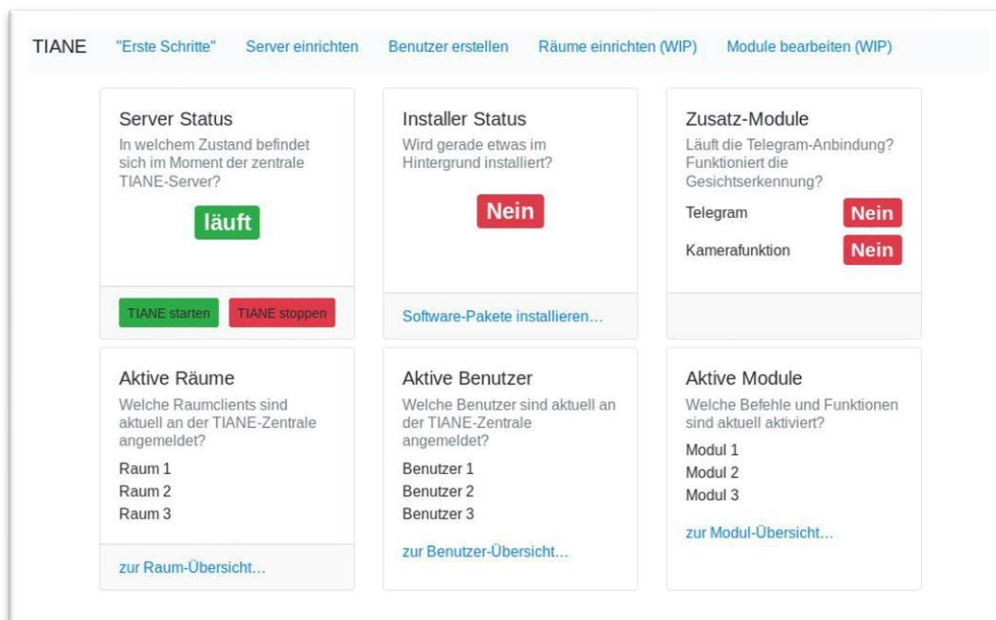 TIANE "Erste Schritte" Server einrichten Benutzer erstellen Räume einrichten (WIP) Module bearbeiten (WIP)
Server Status
In welchem Zustand befindet
sich im Moment der zentrale
TIANE-Server?
läuft
TIANE starten TIANE stoppen
Installer Status
Wird gerade etwas im
Hintergrund installiert?
Nein
Software-Pakete installieren…
Zusatz-Module
Läuft die Telegram-Anbindung?
Funktioniert die
Gesichtserkennung?
Telegram Nein
Kamerafunktion Nein
Aktive Räume
Welche Raumclients sind
aktuell an der TIANE-Zentrale
angemeldet?
Raum 1
Raum 2
Raum 3
zur Raum-Übersicht…
Aktive Benutzer
Welche Benutzer sind aktuell an
der TIANE-Zentrale
angemeldet?
Benutzer 1
Benutzer 2
Benutzer 3
zur Benutzer-Übersicht…
Aktive Module
Welche Befehle und Funktionen
sind aktuell aktiviert?
Modul 1
Modul 2
Modul 3
zur Modul-Übersicht…